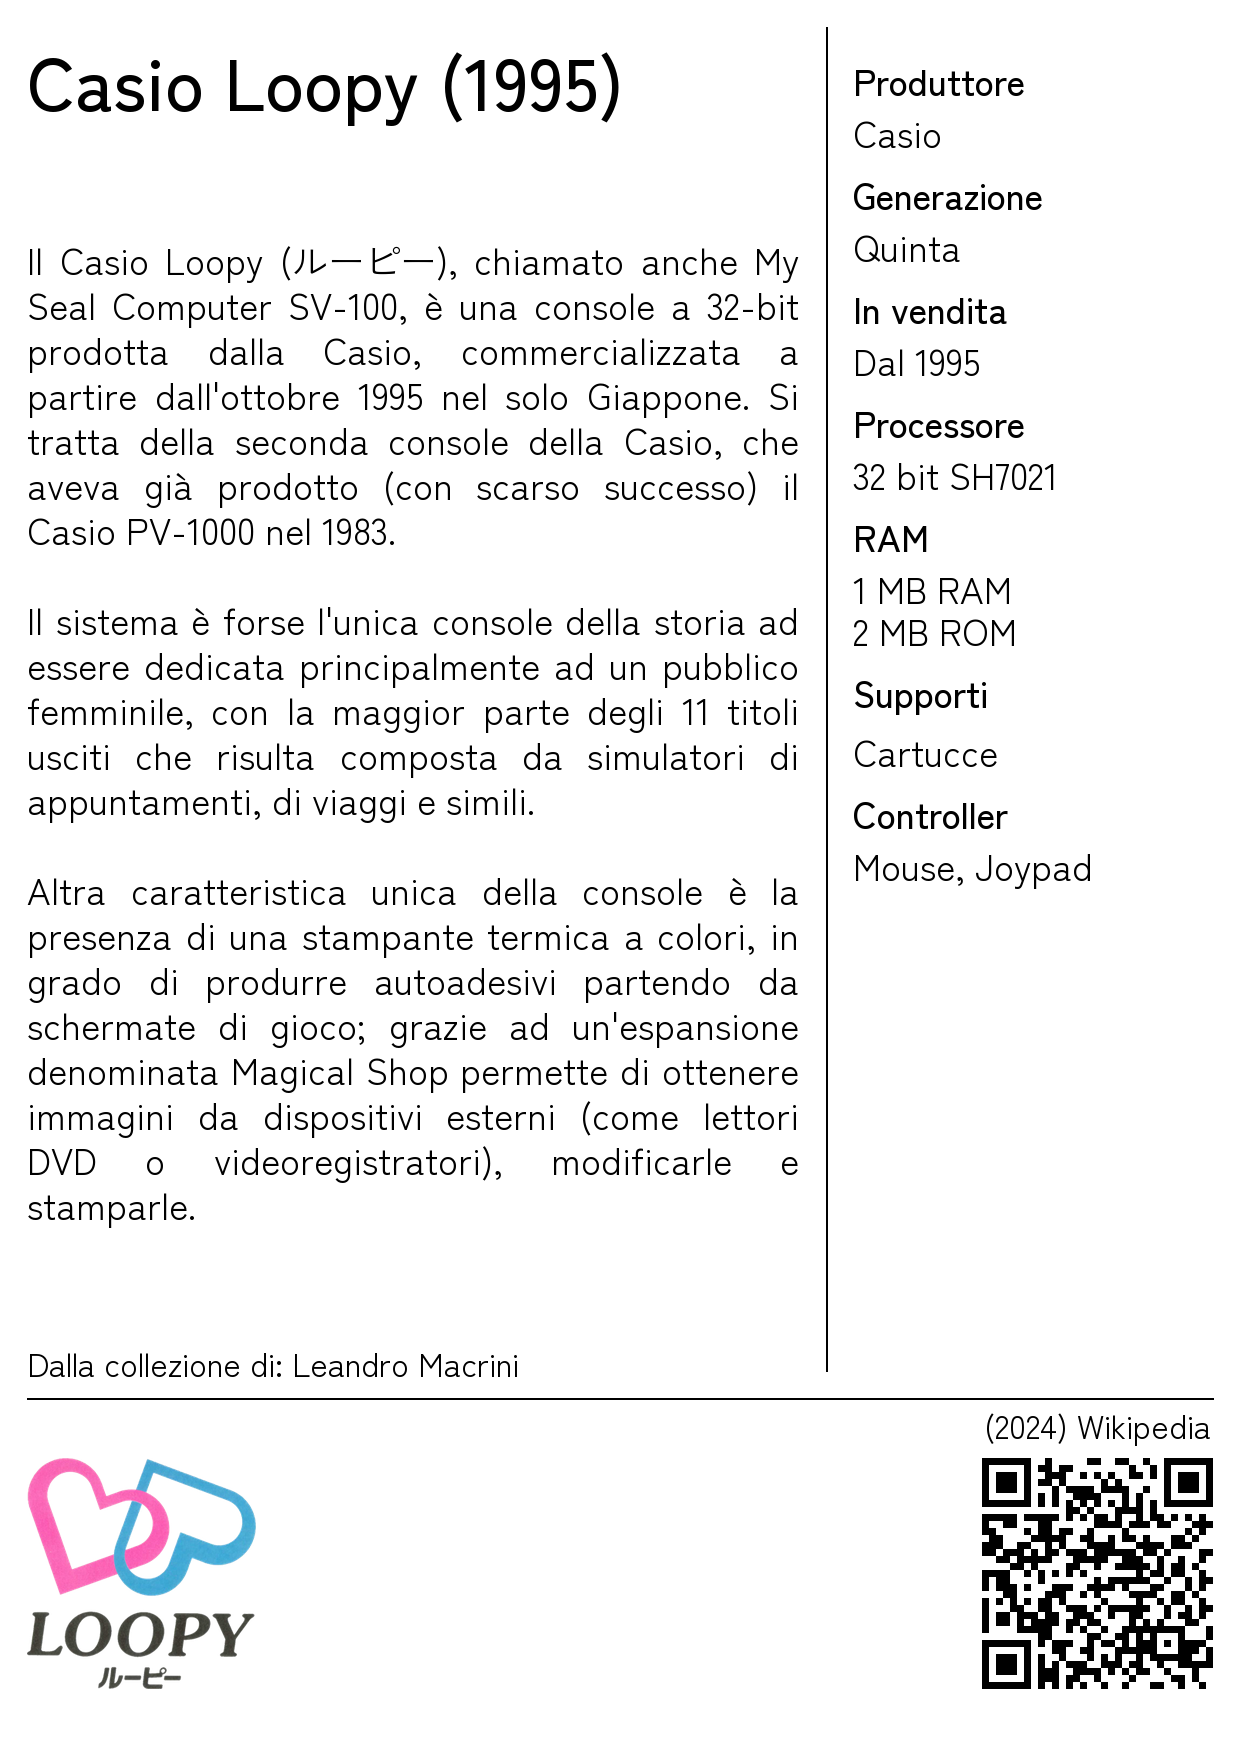 Casio Loopy (1995)
Il Casio Loopy (ルーピー), chiamato anche My
Seal Computer SV-100, è una console a 32-bit
prodotta dalla Casio, commercializzata a
partire dall'ottobre 1995 nel solo Giappone. Si
tratta della seconda console della Casio, che
aveva già prodotto (con scarso successo) il
Casio PV-1000 nel 1983.
Il sistema è forse l'unica console della storia ad
essere dedicata principalmente ad un pubblico
femminile, con la maggior parte degli 11 titoli
usciti che risulta composta da simulatori di
appuntamenti, di viaggi e simili.
Altra caratteristica unica della console è la
presenza di una stampante termica a colori, in
grado di produrre autoadesivi partendo da
schermate di gioco; grazie ad un'espansione
denominata Magical Shop permette di ottenere
immagini da dispositivi esterni (come lettori
DVD o videoregistratori), modificarle e
stamparle.
Dalla collezione di: Leandro Macrini
Produttore
Casio
Generazione
Quinta
In vendita
Dal 1995
Processore
32 bit SH7021
RAM
1 MB RAM
2 MB ROM
Supporti
Cartucce
Controller
Mouse, Joypad
(2024) Wikipedia
LOOPY
ルーピー